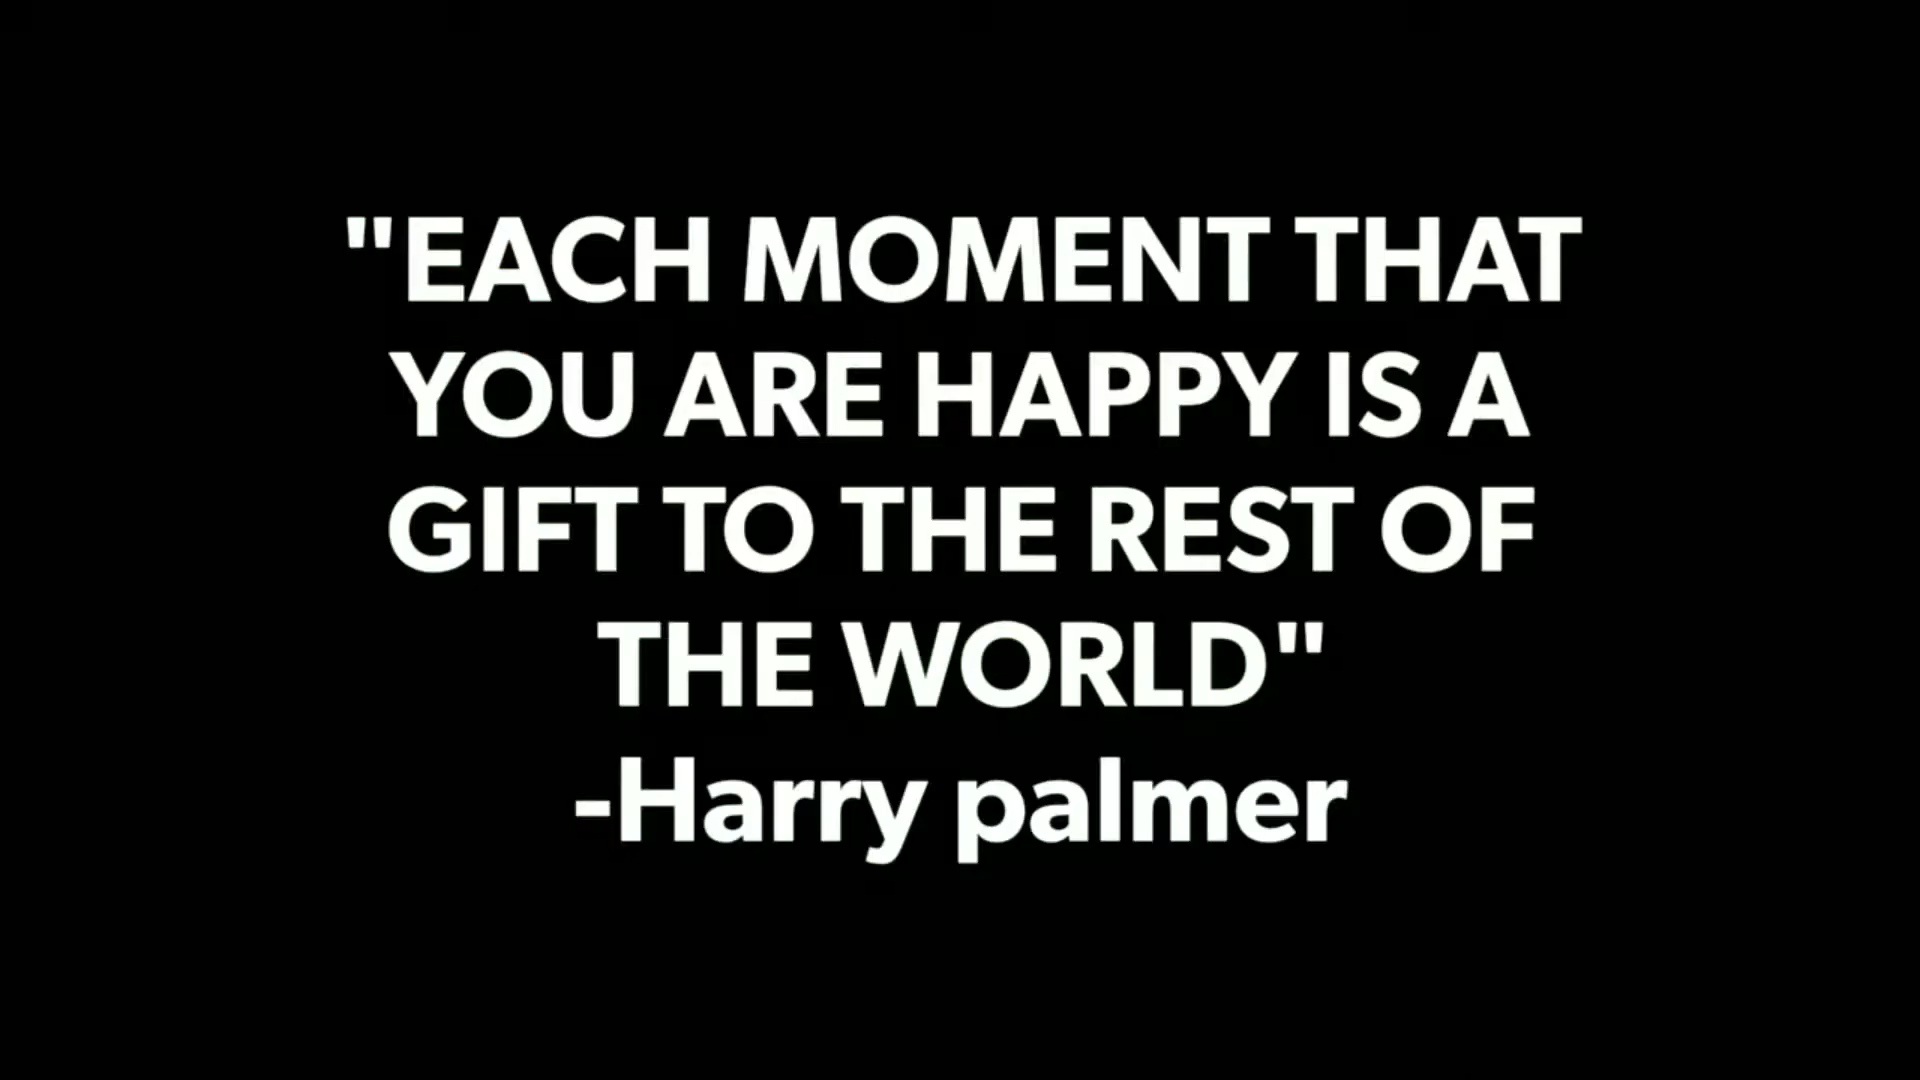 "EACH MOMENT THAT
YOU ARE HAPPY IS A
GIFT TO THE REST OF
THE WORLD"
-Harry palmer